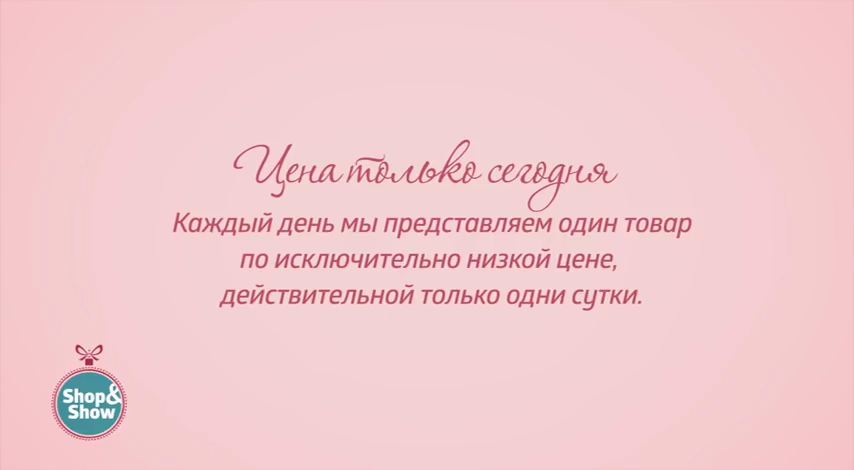 Цена только сегодня
Каждый день мы представляем один товар
по исключительно низкой цене,
действительной только одни сутки.
Shop&
Show